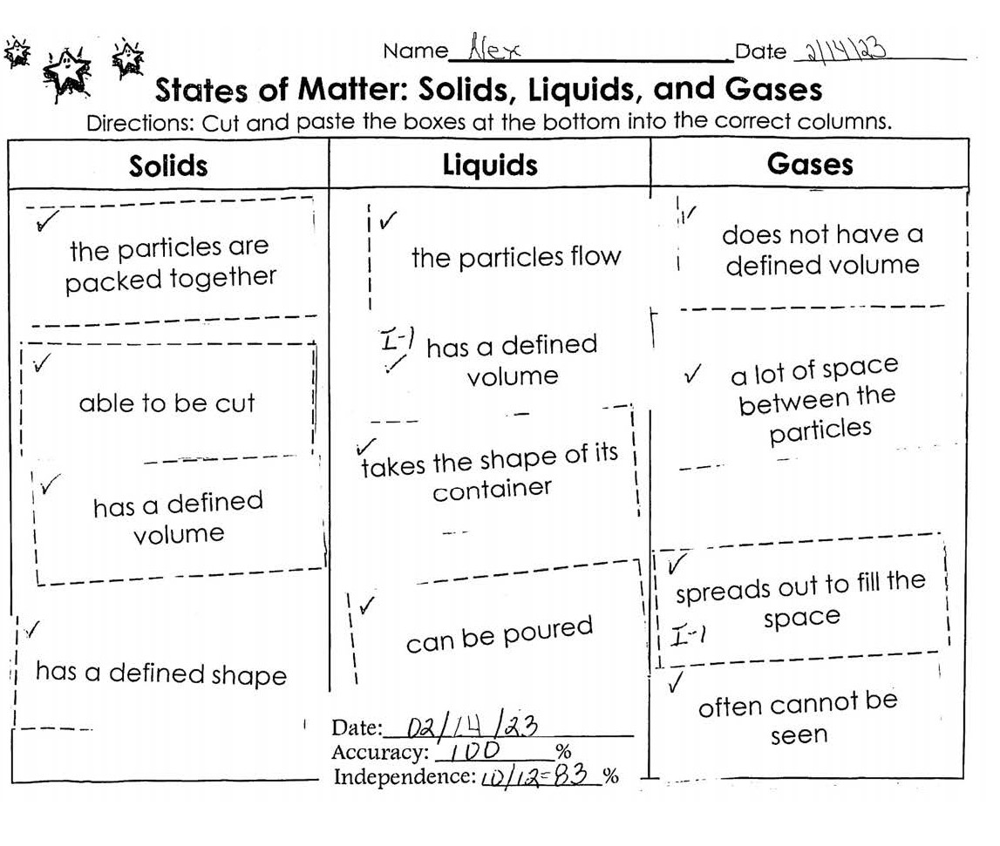 Name Alex Date 2/14/23
States of Matter: Solids, Liquids, and Gases
Directions: Cut and paste the boxes at the bottom into the correct columns.
Solids
✓
the particles are
packed together
✓
able to be cut
✓
has a defined
volume
✓
has a defined shape
Liquids
✓
the particles flow
I-1
✓
has a defined
volume
✓
takes the shape of its
container
✓
can be poured
Gases
✓
does not have a
defined volume
✓
a lot of space
between the
particles
✓
spreads out to fill the
space
I-1
✓
often cannot be
seen
Date: 02/14/23
Accuracy: 100 %
Independence: 10/12=83 %